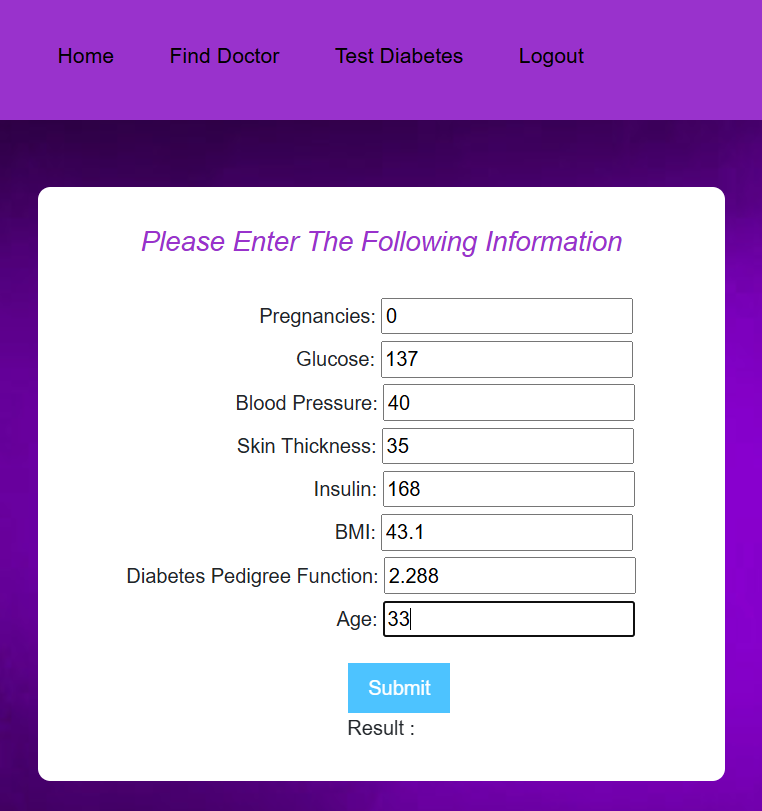 Home Find Doctor Test Diabetes Logout
Please Enter The Following Information
Pregnancies: 0
Glucose: 137
Blood Pressure: 40
Skin Thickness: 35
Insulin: 168
BMI: 43.1
Diabetes Pedigree Function: 2.288
Age: 33
Submit
Result :